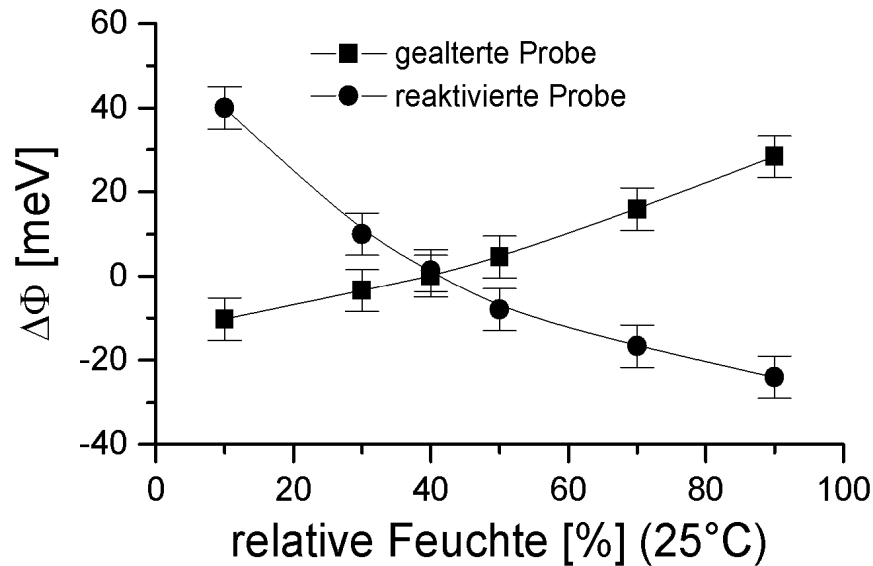 60
40
20
0
-20
-40
ΔΦ [meV]
gealterte Probe
reaktivierte Probe
0 20 40 60 80 100
relative Feuchte [%] (25°C)